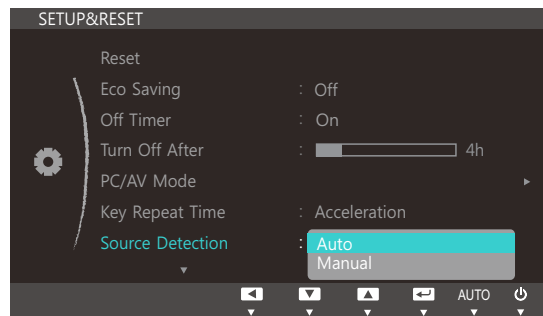 SETUP&RESET
Reset
Eco Saving : Off
Off Timer : On
Turn Off After : 4h
PC/AV Mode
Key Repeat Time : Acceleration
Source Detection : Auto
Manual
AUTO